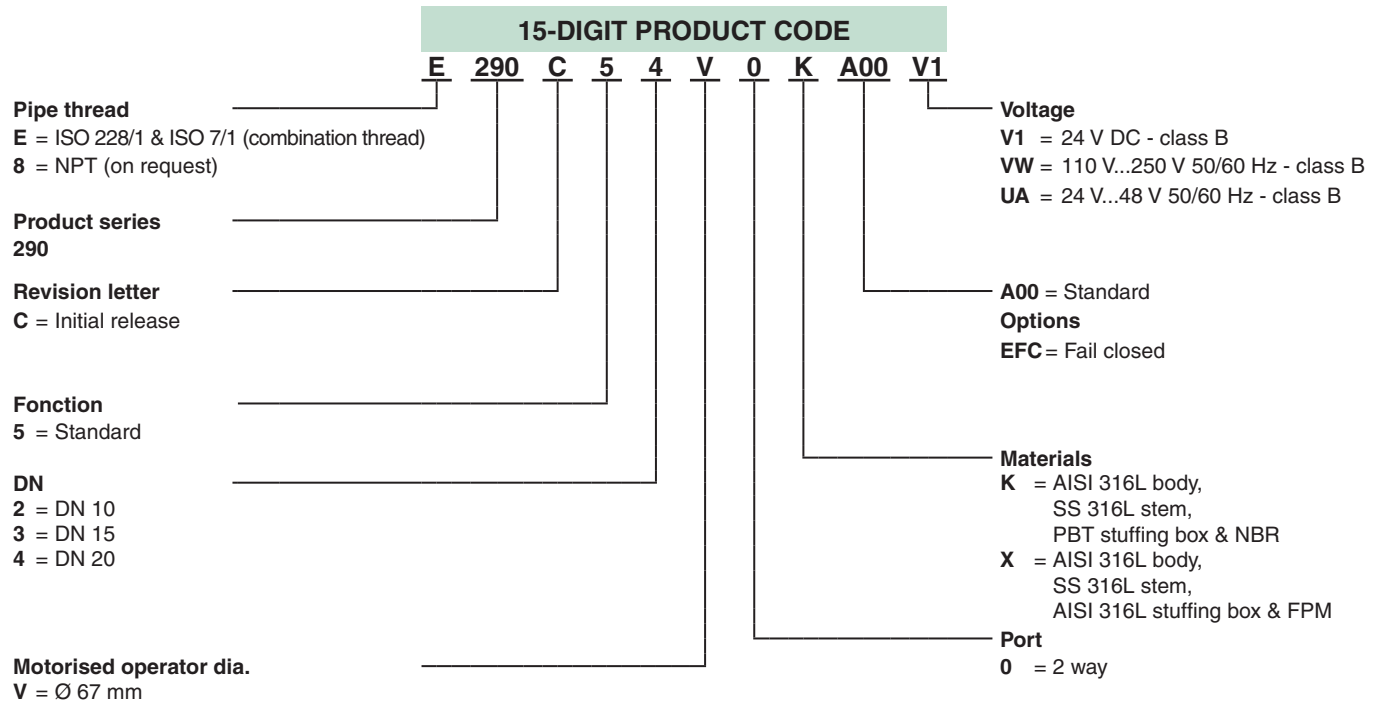 15-DIGIT PRODUCT CODE
E 290 C 5 4 V 0 K A00 V1
Pipe thread
E = ISO 228/1 & ISO 7/1 (combination thread)
8 = NPT (on request)
Product series
290
Revision letter
C = Initial release
Fonction
5 = Standard
DN
2 = DN 10
3 = DN 15
4 = DN 20
Motorised operator dia.
V = Ø 67 mm
Voltage
V1 = 24 V DC - class B
VW = 110 V...250 V 50/60 Hz - class B
UA = 24 V...48 V 50/60 Hz - class B
A00 = Standard
Options
EFC = Fail closed
Materials
K = AISI 316L body,
SS 316L stem,
PBT stuffing box & NBR
X = AISI 316L body,
SS 316L stem,
AISI 316L stuffing box & FPM
Port
0 = 2 way